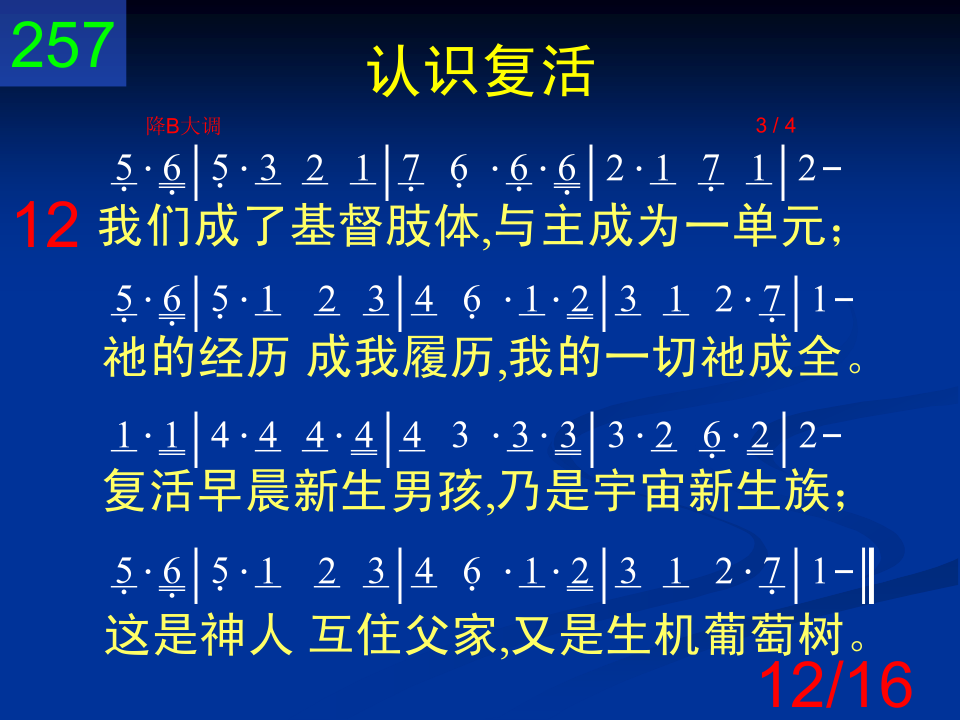 257
认识复活
降B大调 3 / 4
5 · 6 | 5 · 3 2 1 | 7 6 · 6 · 6 | 2 · 1 7 1 | 2 -
12 我们成了基督肢体,与主成为一单元；
5 · 6 | 5 · 1 2 3 | 4 6 · 1 · 2 | 3 1 2 · 7 | 1 -
祂的经历 成我履历,我的一切祂成全。
1 · 1 | 4 · 4 4 · 4 | 4 3 · 3 · 3 | 3 · 2 6 · 2 | 2 -
复活早晨新生男孩,乃是宇宙新生族；
5 · 6 | 5 · 1 2 3 | 4 6 · 1 · 2 | 3 1 2 · 7 | 1 - ‖
这是神人 互住父家,又是生机葡萄树。
12/16